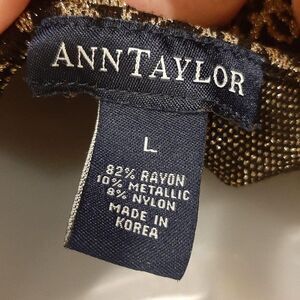 ANNTAYLOR
L
82% RAYON
10% METALLIC
8% NYLON
MADE IN
KOREA